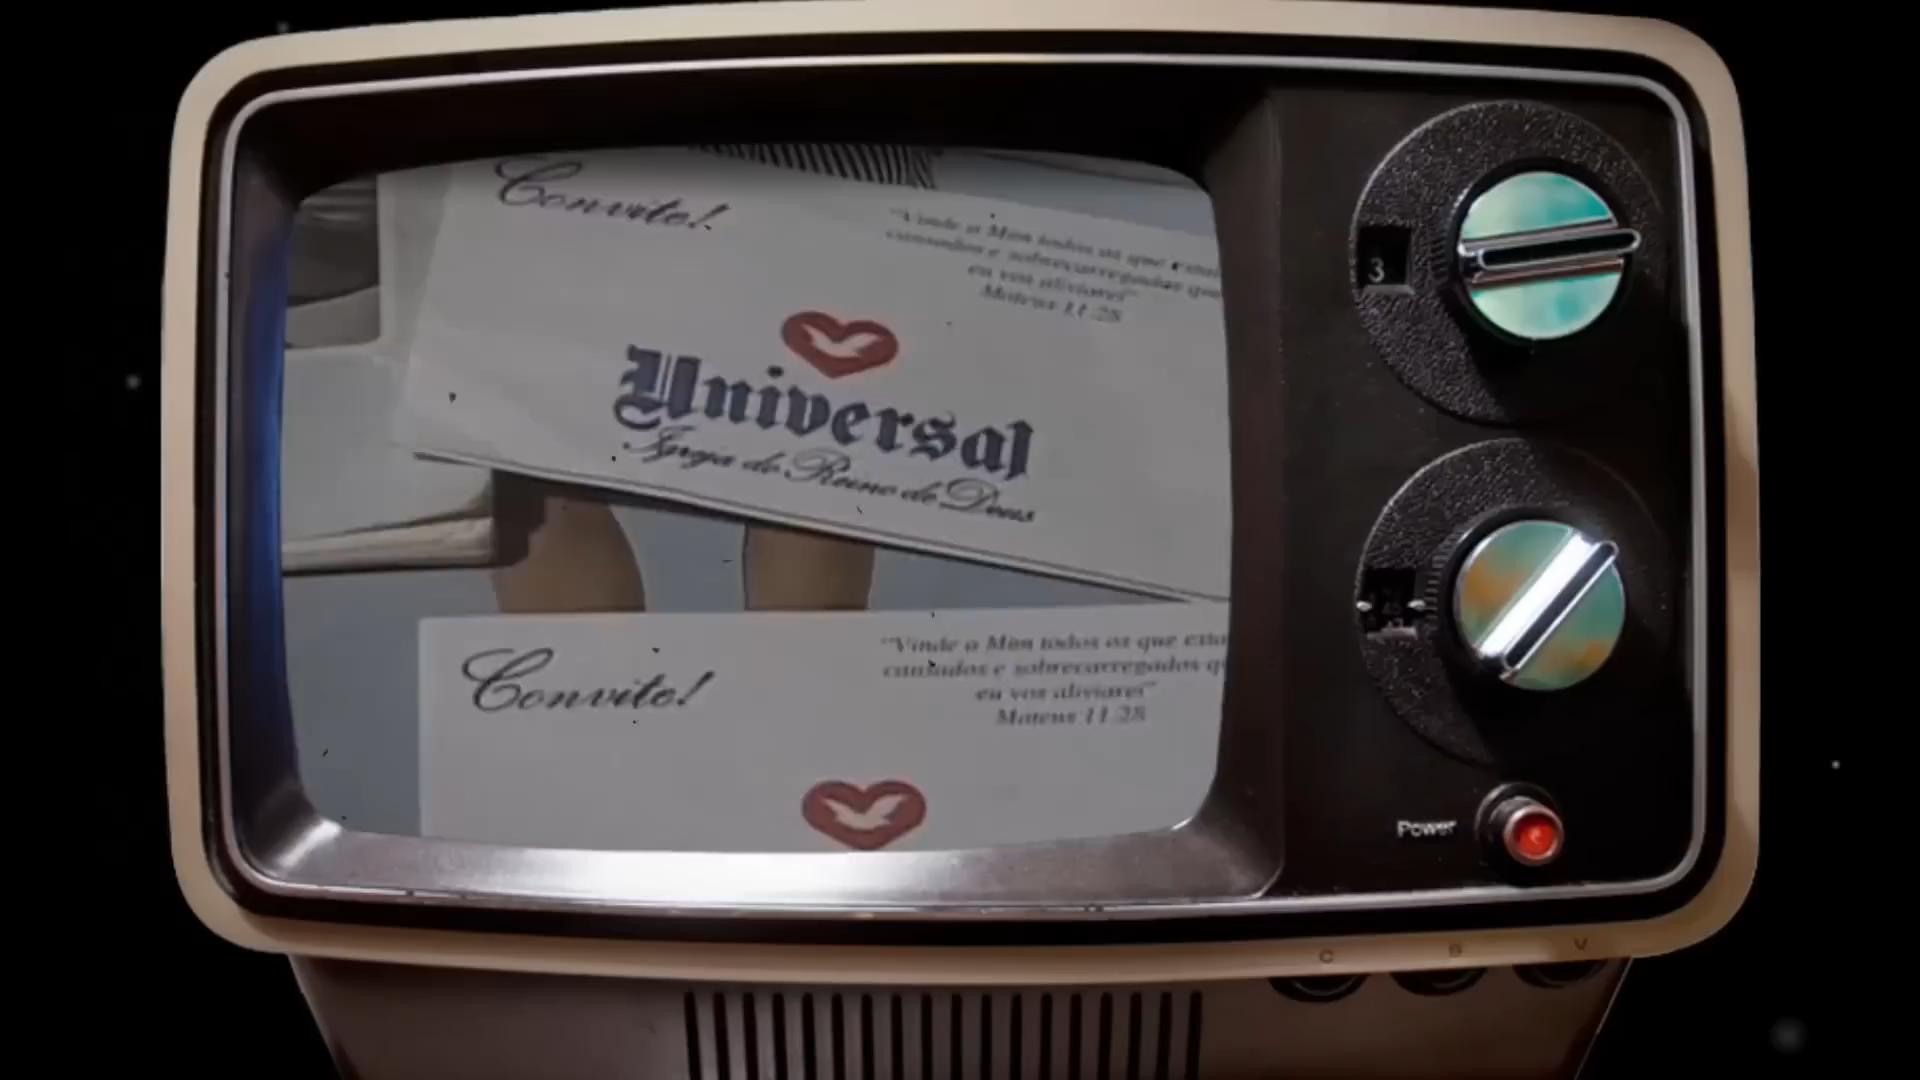 Convite!
"Vinde a Mim todos os que esta
cansados e sobrecarregados que
eu vos aliviarei"
Mateus 11:28
Universal
Igreja do Reino de Deus
Convite!
"Vinde a Mim todos os que esta
cansados e sobrecarregados qu
eu vos aliviarei"
Mateus 11:28
3
Power
C S V